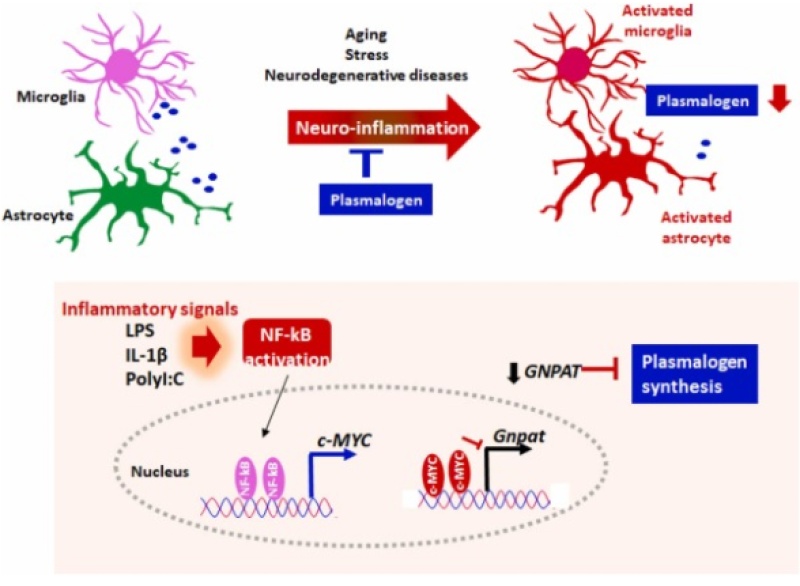 Aging
Stress
Neurodegenerative diseases
Microglia
Neuro-inflammation
Plasmalogen
Astrocyte
Activated
microglia
Plasmalogen
Activated
astrocyte
Inflammatory signals
LPS
IL-1β
PolyI:C
NF-kB
activation
GNPAT
Plasmalogen
synthesis
Nucleus
NF-kB
NF-kB
c-MYC
c-MYC
c-MYC
Gnpat